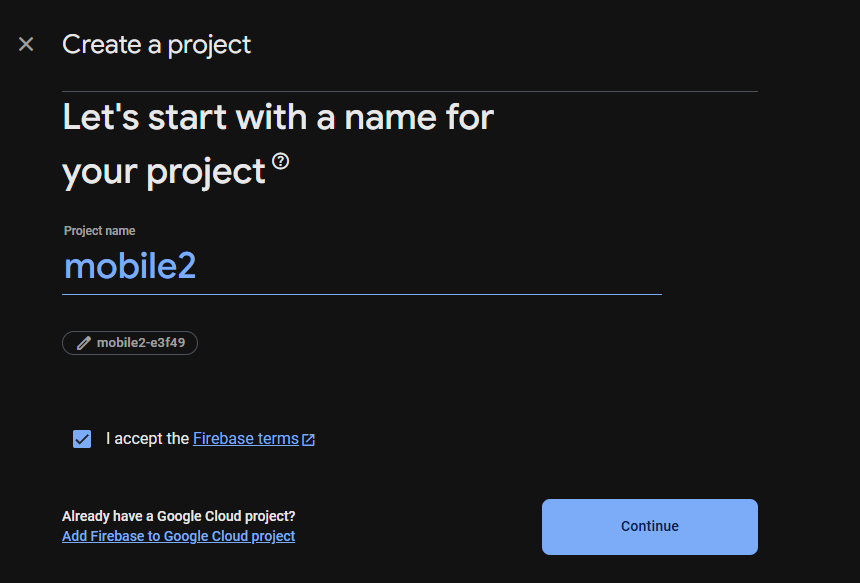 Create a project
Let's start with a name for
your project
Project name
mobile2
mobile2-e3f49
I accept the Firebase terms
Already have a Google Cloud project?
Add Firebase to Google Cloud project
Continue